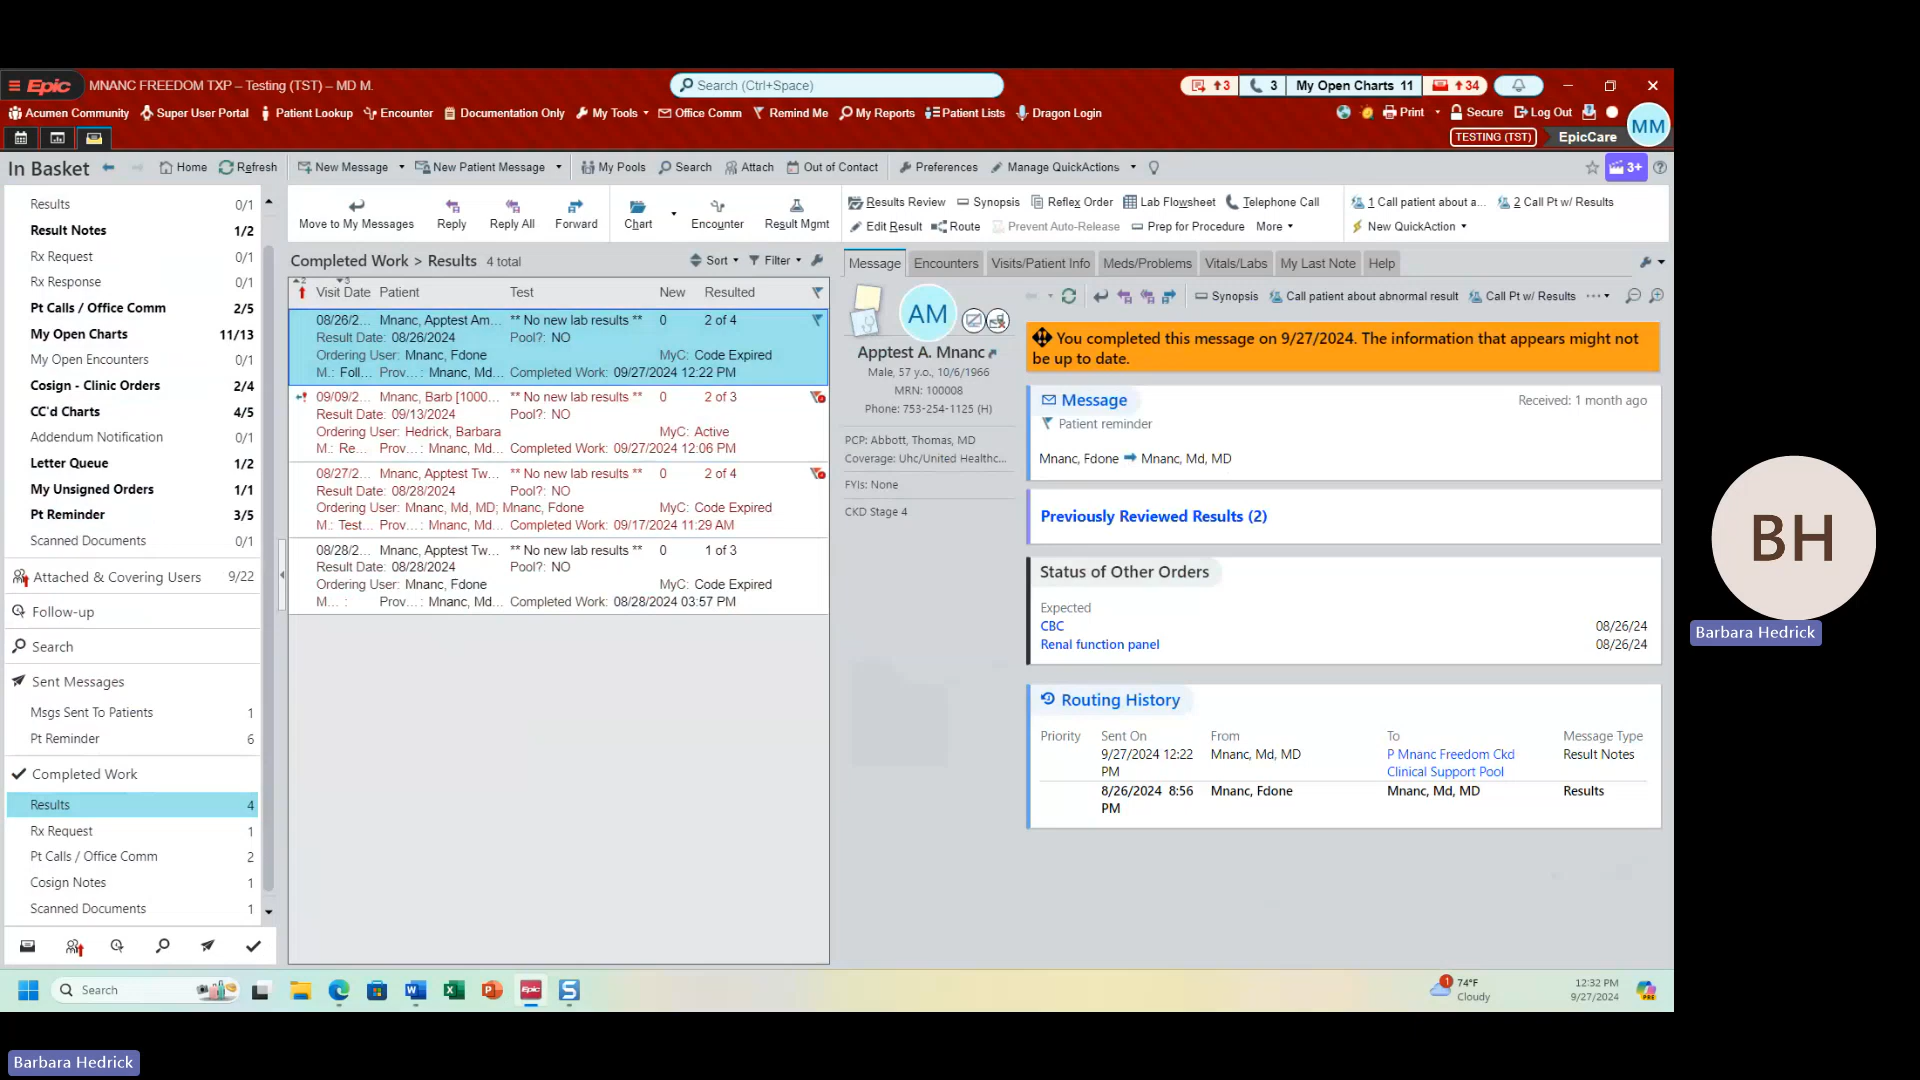 Epic MNANC FREEDOM TXP – Testing (TST) – MD M.
Search (Ctrl+Space)
3
3
My Open Charts 11
34
Acumen Community
Super User Portal
Patient Lookup
Encounter
Documentation Only
My Tools
Office Comm
Remind Me
My Reports
Patient Lists
Dragon Login
Print
Secure
Log Out
MM
TESTING (TST)
EpicCare
In Basket
Home
Refresh
New Message
New Patient Message
My Pools
Search
Attach
Out of Contact
Preferences
Manage QuickActions
3+
Results 0/1
Result Notes 1/2
Rx Request 0/1
Rx Response 0/1
Pt Calls / Office Comm 2/5
My Open Charts 11/13
My Open Encounters 0/1
Cosign - Clinic Orders 2/4
CC'd Charts 4/5
Addendum Notification 0/1
Letter Queue 1/2
My Unsigned Orders 1/1
Pt Reminder 3/5
Scanned Documents 0/1
Attached & Covering Users 9/22
Follow-up
Search
Sent Messages
Msgs Sent To Patients 1
Pt Reminder 6
Completed Work
Results 4
Rx Request 1
Pt Calls / Office Comm 2
Cosign Notes 1
Scanned Documents 1
Move to My Messages
Reply
Reply All
Forward
Chart
Encounter
Result Mgmt
Results Review
Synopsis
Reflex Order
Lab Flowsheet
Telephone Call
Edit Result
Route
Prevent Auto-Release
Prep for Procedure
More
1 Call patient about a...
2 Call Pt w/ Results
New QuickAction
Completed Work > Results 4 total
Sort
Filter
2 3
Visit Date Patient Test New Resulted
08/26/2... Mnanc, Apptest Am... ** No new lab results ** 0 2 of 4
Result Date: 08/26/2024 Pool?: NO
Ordering User: Mnanc, Fdone MyC: Code Expired
M.: Foll... Prov...: Mnanc, Md... Completed Work: 09/27/2024 12:22 PM
09/09/2... Mnanc, Barb [1000... ** No new lab results ** 0 2 of 3
Result Date: 09/13/2024 Pool?: NO
Ordering User: Hedrick, Barbara MyC: Active
M.: Re... Prov...: Mnanc, Md... Completed Work: 09/27/2024 12:06 PM
08/27/2... Mnanc, Apptest Tw... ** No new lab results ** 0 2 of 4
Result Date: 08/28/2024 Pool?: NO
Ordering User: Mnanc, Md, MD; Mnanc, Fdone MyC: Code Expired
M.: Test... Prov...: Mnanc, Md... Completed Work: 09/17/2024 11:29 AM
08/28/2... Mnanc, Apptest Tw... ** No new lab results ** 0 1 of 3
Result Date: 08/28/2024 Pool?: NO
Ordering User: Mnanc, Fdone MyC: Code Expired
M... : Prov...: Mnanc, Md... Completed Work: 08/28/2024 03:57 PM
Message
Encounters
Visits/Patient Info
Meds/Problems
Vitals/Labs
My Last Note
Help
Synopsis
Call patient about abnormal result
Call Pt w/ Results
AM
Apptest A. Mnanc
Male, 57 y.o., 10/6/1966
MRN: 100008
Phone: 753-254-1125 (H)
PCP: Abbott, Thomas, MD
Coverage: Uhc/United Healthc...
FYIs: None
CKD Stage 4
You completed this message on 9/27/2024. The information that appears might not
be up to date.
Message Received: 1 month ago
Patient reminder
Mnanc, Fdone Mnanc, Md, MD
Previously Reviewed Results (2)
Status of Other Orders
Expected
CBC 08/26/24
Renal function panel 08/26/24
Routing History
Priority Sent On From To Message Type
9/27/2024 12:22 Mnanc, Md, MD P Mnanc Freedom Ckd Result Notes
PM Clinical Support Pool
8/26/2024 8:56 Mnanc, Fdone Mnanc, Md, MD Results
PM
BH
Barbara Hedrick
Search
1
74°F
Cloudy
12:32 PM
9/27/2024
Barbara Hedrick